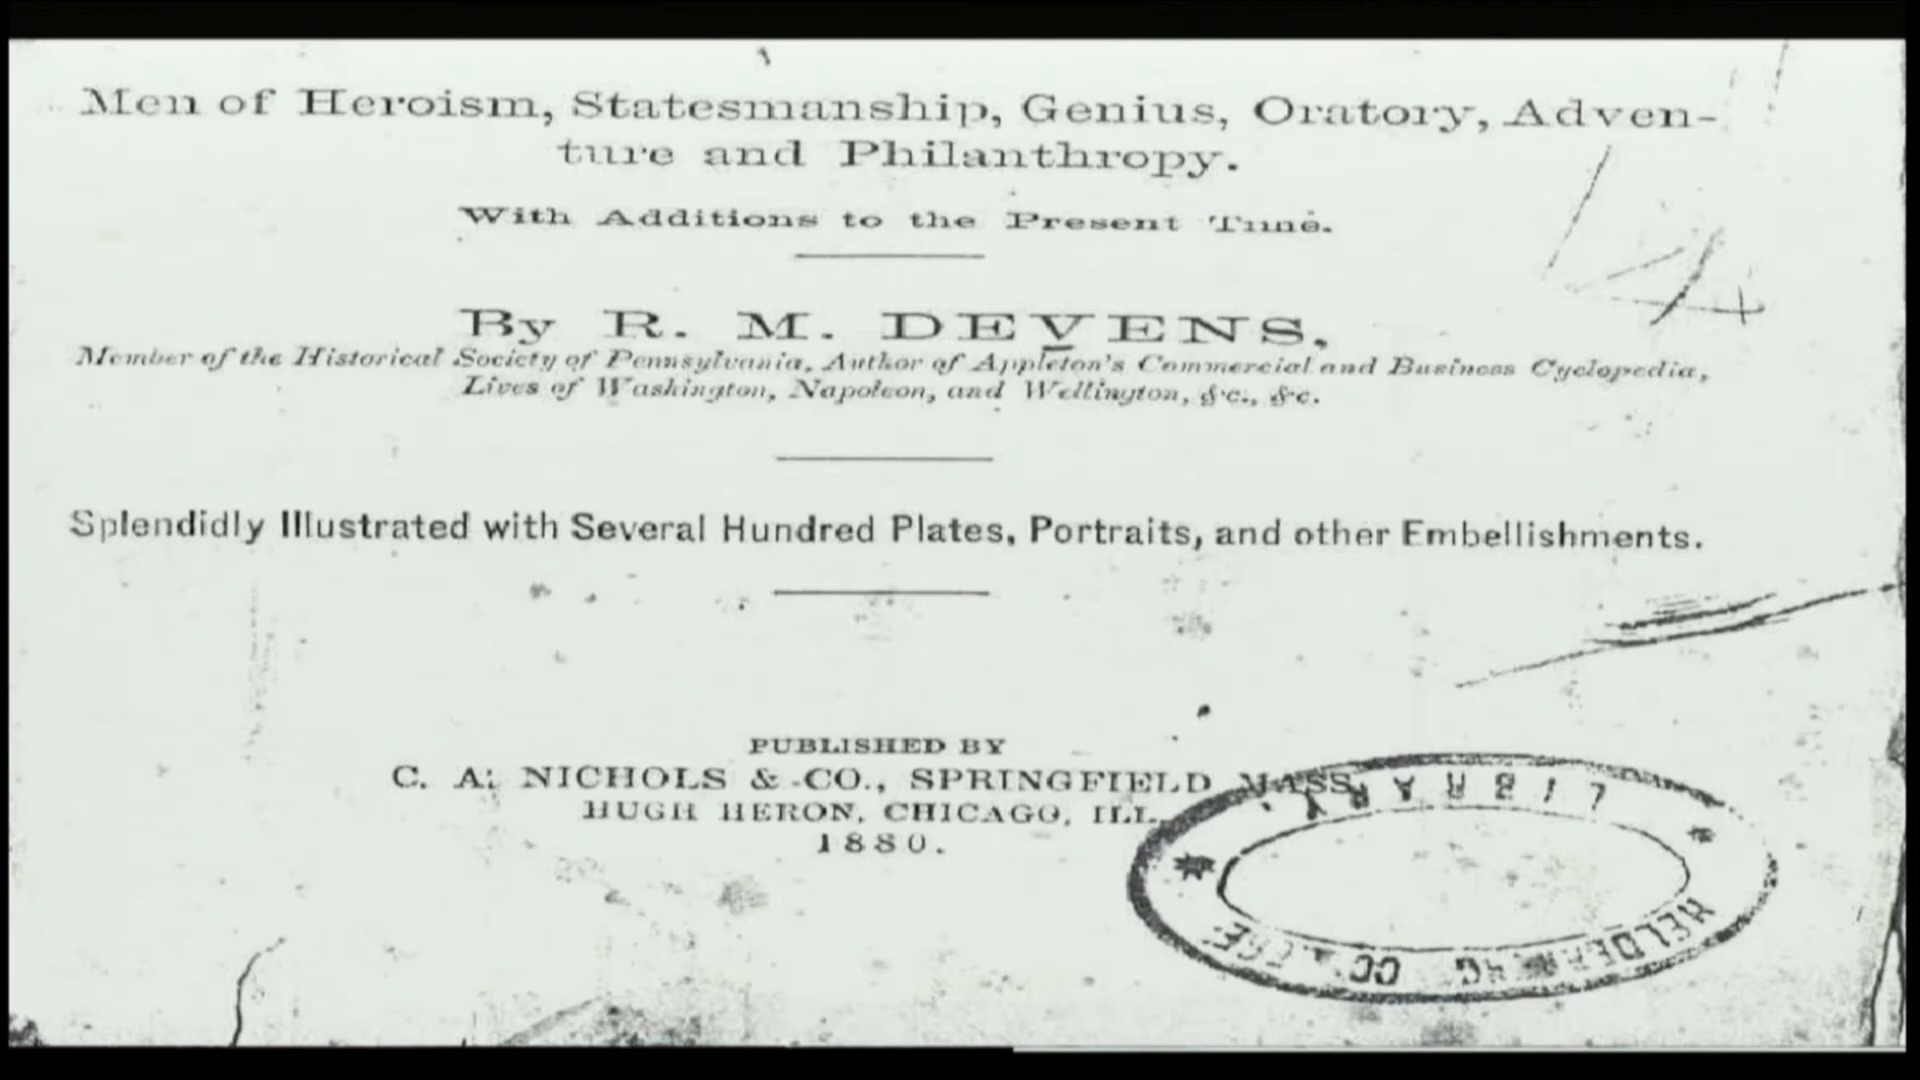 Men of Heroism, Statesmanship, Genius, Oratory, Adven-
ture and Philanthropy.
With Additions to the Present Time.
By R. M. DEVENS,
Member of the Historical Society of Pennsylvania, Author of Appleton's Commercial and Business Cyclopedia,
Lives of Washington, Napoleon, and Wellington, &c., &c.
Splendidly Illustrated with Several Hundred Plates, Portraits, and other Embellishments.
PUBLISHED BY
C. A. NICHOLS & CO., SPRINGFIELD MASS.
HUGH HERON, CHICAGO, ILL.
1880.
LIBRARY